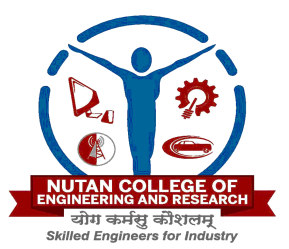 NUTAN COLLEGE OF
ENGINEERING AND RESEARCH
योग कर्मसु कौशलम्
Skilled Engineers for Industry